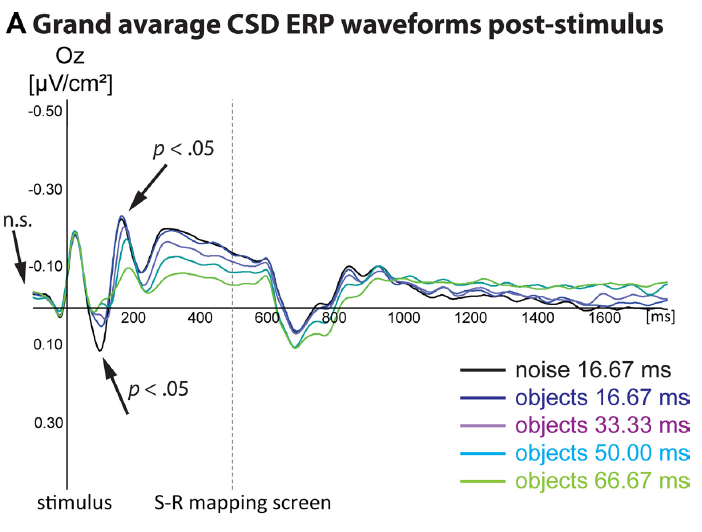 A Grand avarage CSD ERP waveforms post-stimulus
Oz
[µV/cm²]
-0.50
p < .05
-0.30
n.s.
-0.10
200 400 600 800 1000 1200 1400 1600 [ms]
0.10
noise 16.67 ms
p < .05
objects 16.67 ms
objects 33.33 ms
0.30
objects 50.00 ms
objects 66.67 ms
stimulus S-R mapping screen